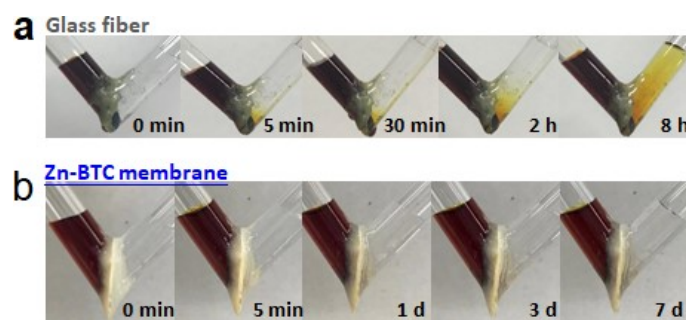 a Glass fiber
0 min 5 min 30 min 2 h 8 h
Zn-BTC membrane
b
0 min 5 min 1 d 3 d 7 d